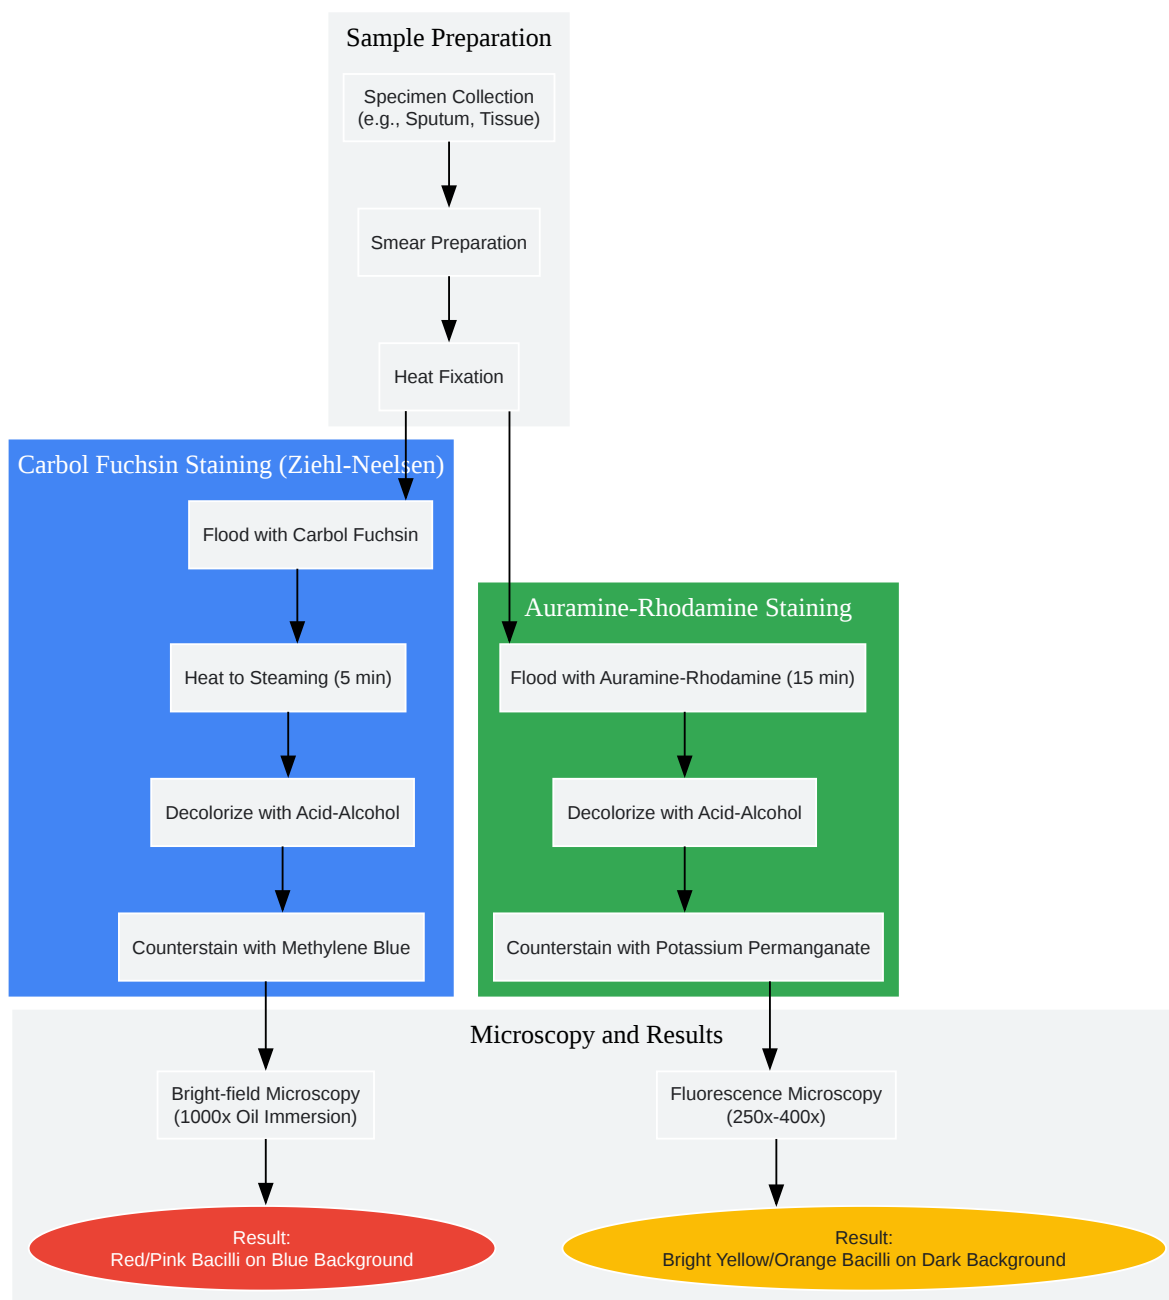 Sample Preparation
Specimen Collection
(e.g., Sputum, Tissue)
Smear Preparation
Heat Fixation
Carbol Fuchsin Staining (Ziehl-Neelsen)
Flood with Carbol Fuchsin
Heat to Steaming (5 min)
Decolorize with Acid-Alcohol
Counterstain with Methylene Blue
Auramine-Rhodamine Staining
Flood with Auramine-Rhodamine (15 min)
Decolorize with Acid-Alcohol
Counterstain with Potassium Permanganate
Microscopy and Results
Bright-field Microscopy
(1000x Oil Immersion)
Result:
Red/Pink Bacilli on Blue Background
Fluorescence Microscopy
(250x-400x)
Result:
Bright Yellow/Orange Bacilli on Dark Background